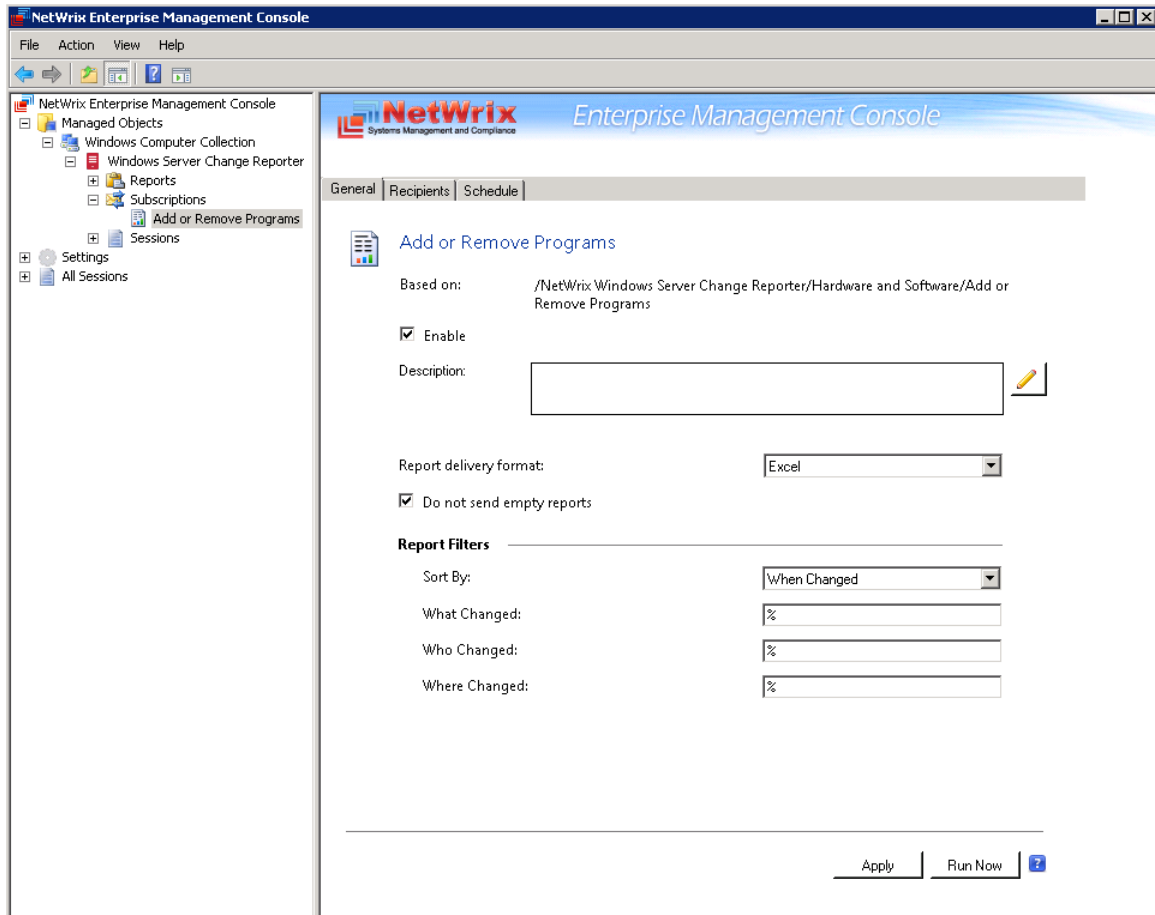 NetWrix Enterprise Management Console
File Action View Help
NetWrix Enterprise Management Console
Managed Objects
Windows Computer Collection
Windows Server Change Reporter
Reports
Subscriptions
Add or Remove Programs
Sessions
Settings
All Sessions
NetWrix
Systems Management and Compliance
Enterprise Management Console
General Recipients Schedule
Add or Remove Programs
Based on: /NetWrix Windows Server Change Reporter/Hardware and Software/Add or
Remove Programs
Enable
Description:
Report delivery format: Excel
Do not send empty reports
Report Filters
Sort By: When Changed
What Changed: %
Who Changed: %
Where Changed: %
Apply Run Now ?